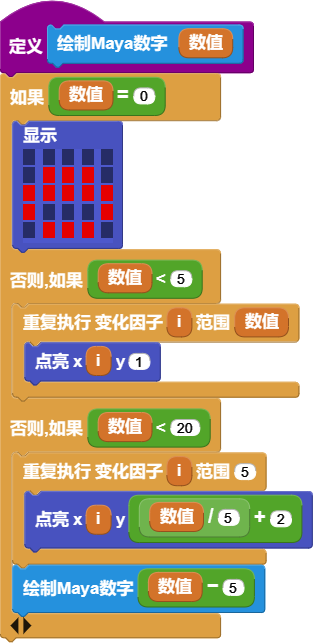 定义 绘制Maya数字 数值
如果 数值 = 0
显示
否则,如果 数值 < 5
重复执行 变化因子 i 范围 数值
点亮 x i y 1
否则,如果 数值 < 20
重复执行 变化因子 i 范围 5
点亮 x i y 数值 / 5 + 2
绘制Maya数字 数值 - 5